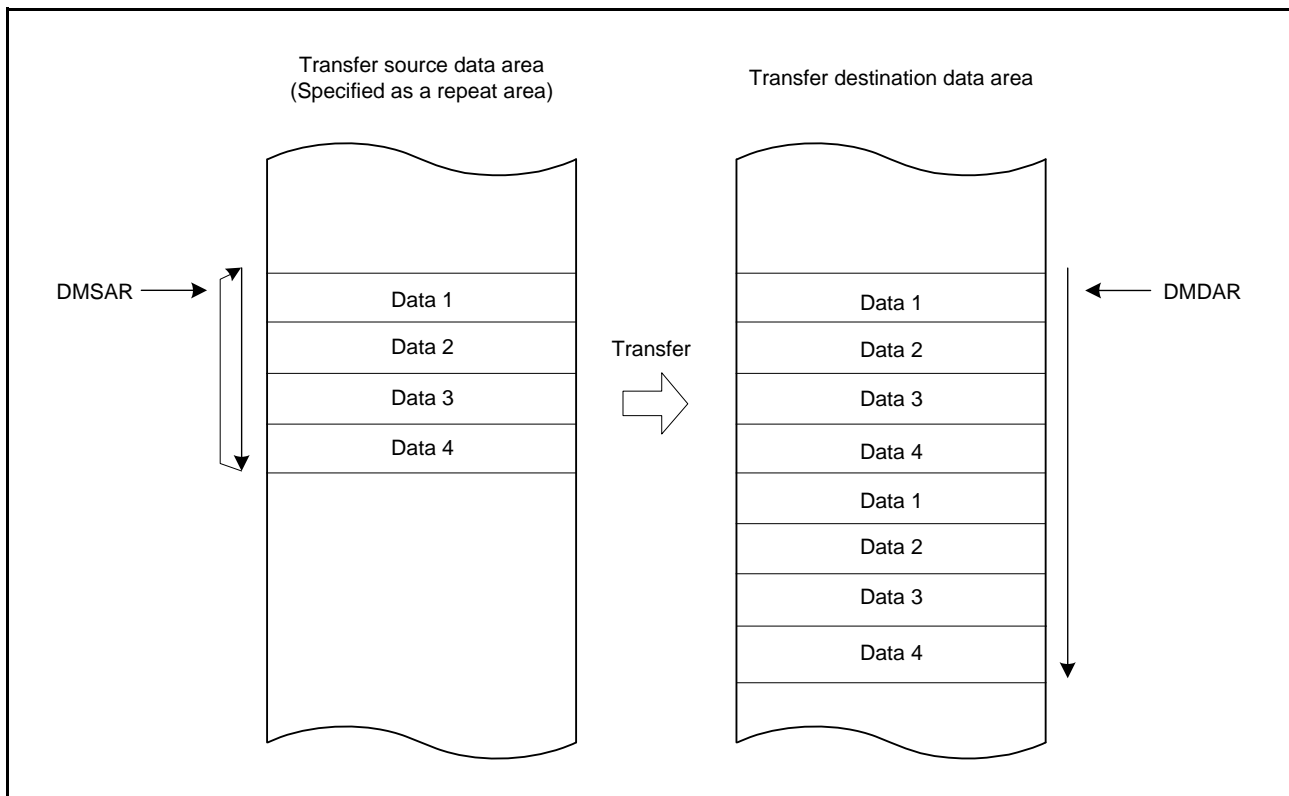 Transfer source data area
(Specified as a repeat area)
Transfer destination data area
DMSAR
Data 1
Data 2
Data 3
Data 4
Transfer
Data 1
Data 2
Data 3
Data 4
Data 1
Data 2
Data 3
Data 4
DMDAR